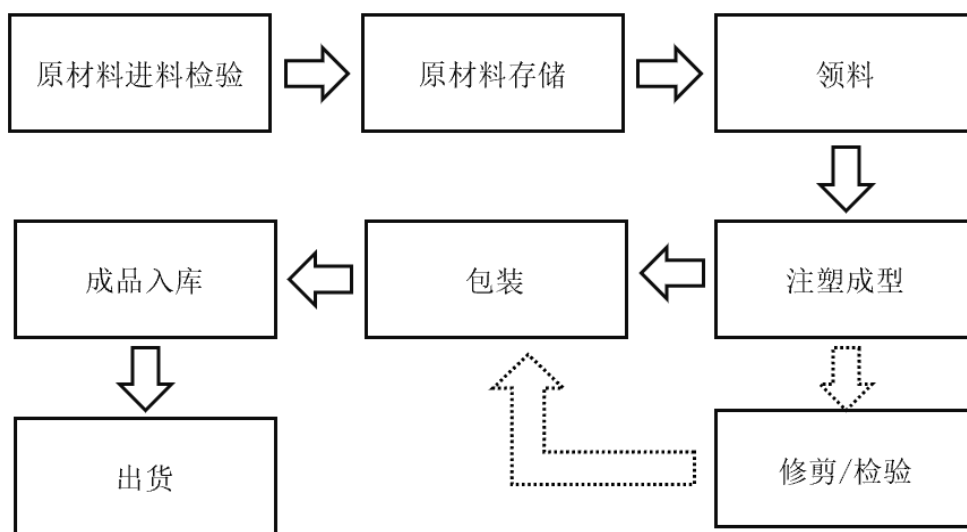 原材料进料检验
原材料存储
领料
成品入库
包装
注塑成型
出货
修剪/检验